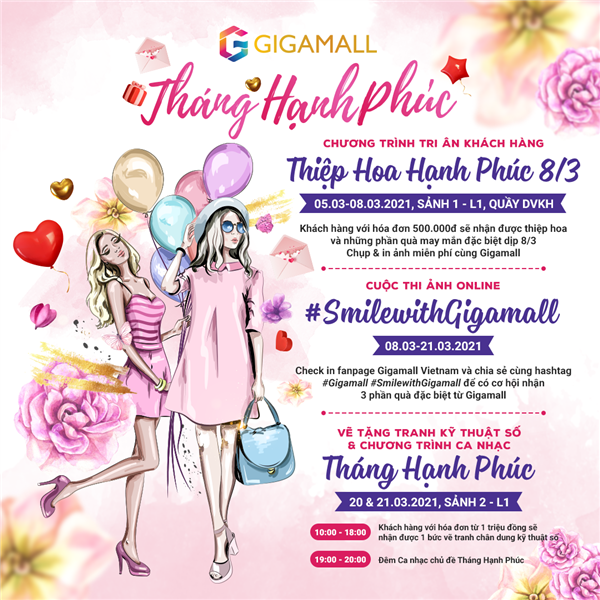 GIGAMALL
Tháng Hạnh Phúc
CHƯƠNG TRÌNH TRI ÂN KHÁCH HÀNG
Thiệp Hoa Hạnh Phúc 8/3
05.03-08.03.2021, SẢNH 1 - L1, QUẦY DVKH
Khách hàng với hóa đơn 500.000đ sẽ nhận được thiệp hoa
và những phần quà may mắn đặc biệt dịp 8/3
Chụp & in ảnh miễn phí cùng Gigamall
CUỘC THI ẢNH ONLINE
#SmilewithGigamall
08.03-21.03.2021
Check in fanpage Gigamall Vietnam và chia sẻ cùng hashtag
#Gigamall #SmilewithGigamall để có cơ hội nhận
3 phần quà đặc biệt từ Gigamall
VẼ TẶNG TRANH KỸ THUẬT SỐ
& CHƯƠNG TRÌNH CA NHẠC
Tháng Hạnh Phúc
20 & 21.03.2021, SẢNH 2 - L1
10:00 - 18:00 Khách hàng với hóa đơn từ 1 triệu đồng sẽ
nhận được 1 bức vẽ tranh chân dung kỹ thuật số
19:00 - 20:00 Đêm Ca nhạc chủ đề Tháng Hạnh Phúc